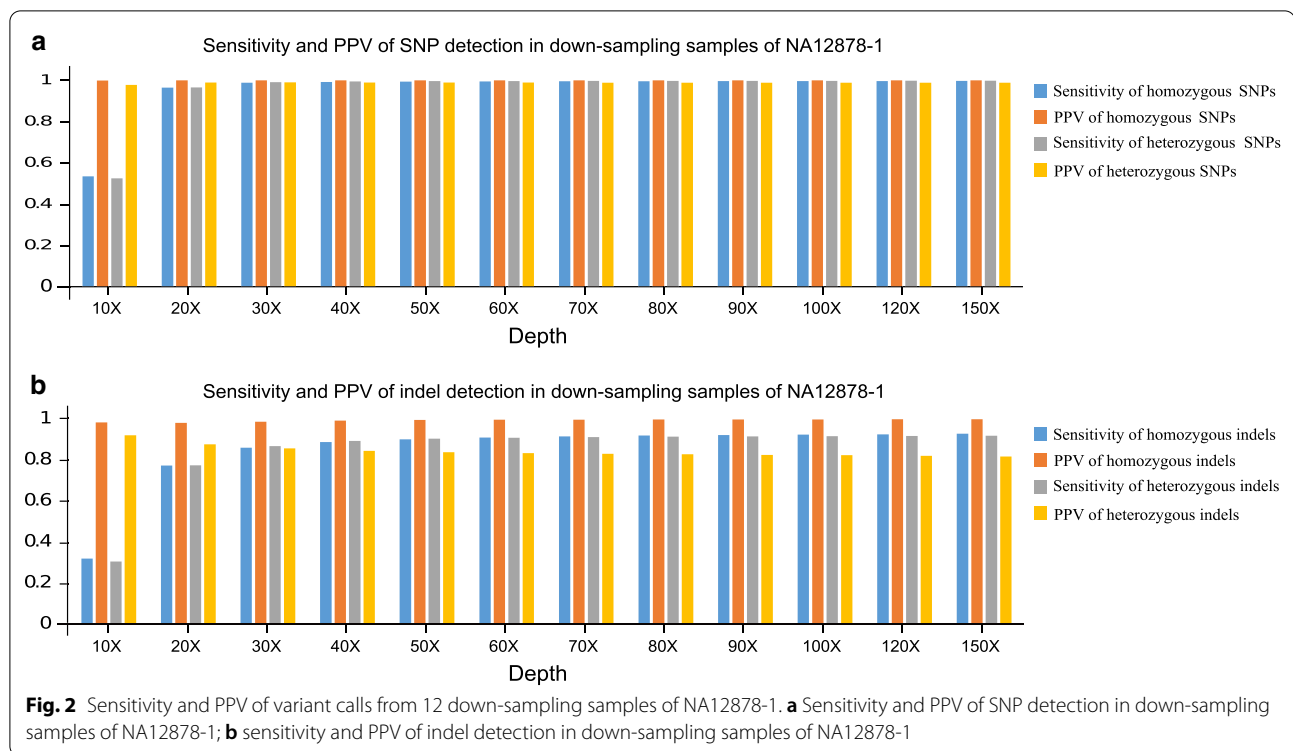 a
Sensitivity and PPV of SNP detection in down-sampling samples of NA12878-1
1
0.8
0.6
0.4
0.2
0
10X 20X 30X 40X 50X 60X 70X 80X 90X 100X 120X 150X
Depth
Sensitivity of homozygous SNPs
PPV of homozygous SNPs
Sensitivity of heterozygous SNPs
PPV of heterozygous SNPs
b
Sensitivity and PPV of indel detection in down-sampling samples of NA12878-1
1
0.8
0.6
0.4
0.2
0
10X 20X 30X 40X 50X 60X 70X 80X 90X 100X 120X 150X
Depth
Sensitivity of homozygous indels
PPV of homozygous indels
Sensitivity of heterozygous indels
PPV of heterozygous indels
Fig. 2 Sensitivity and PPV of variant calls from 12 down-sampling samples of NA12878-1. a Sensitivity and PPV of SNP detection in down-sampling
samples of NA12878-1; b sensitivity and PPV of indel detection in down-sampling samples of NA12878-1